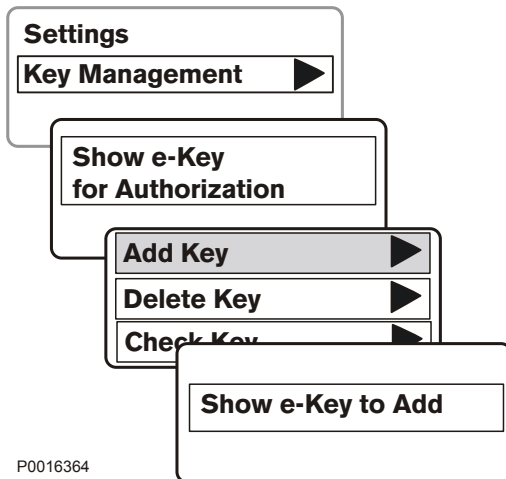 Settings
Key Management
Show e-Key
for Authorization
Add Key
Delete Key
Check Key
Show e-Key to Add
P0016364